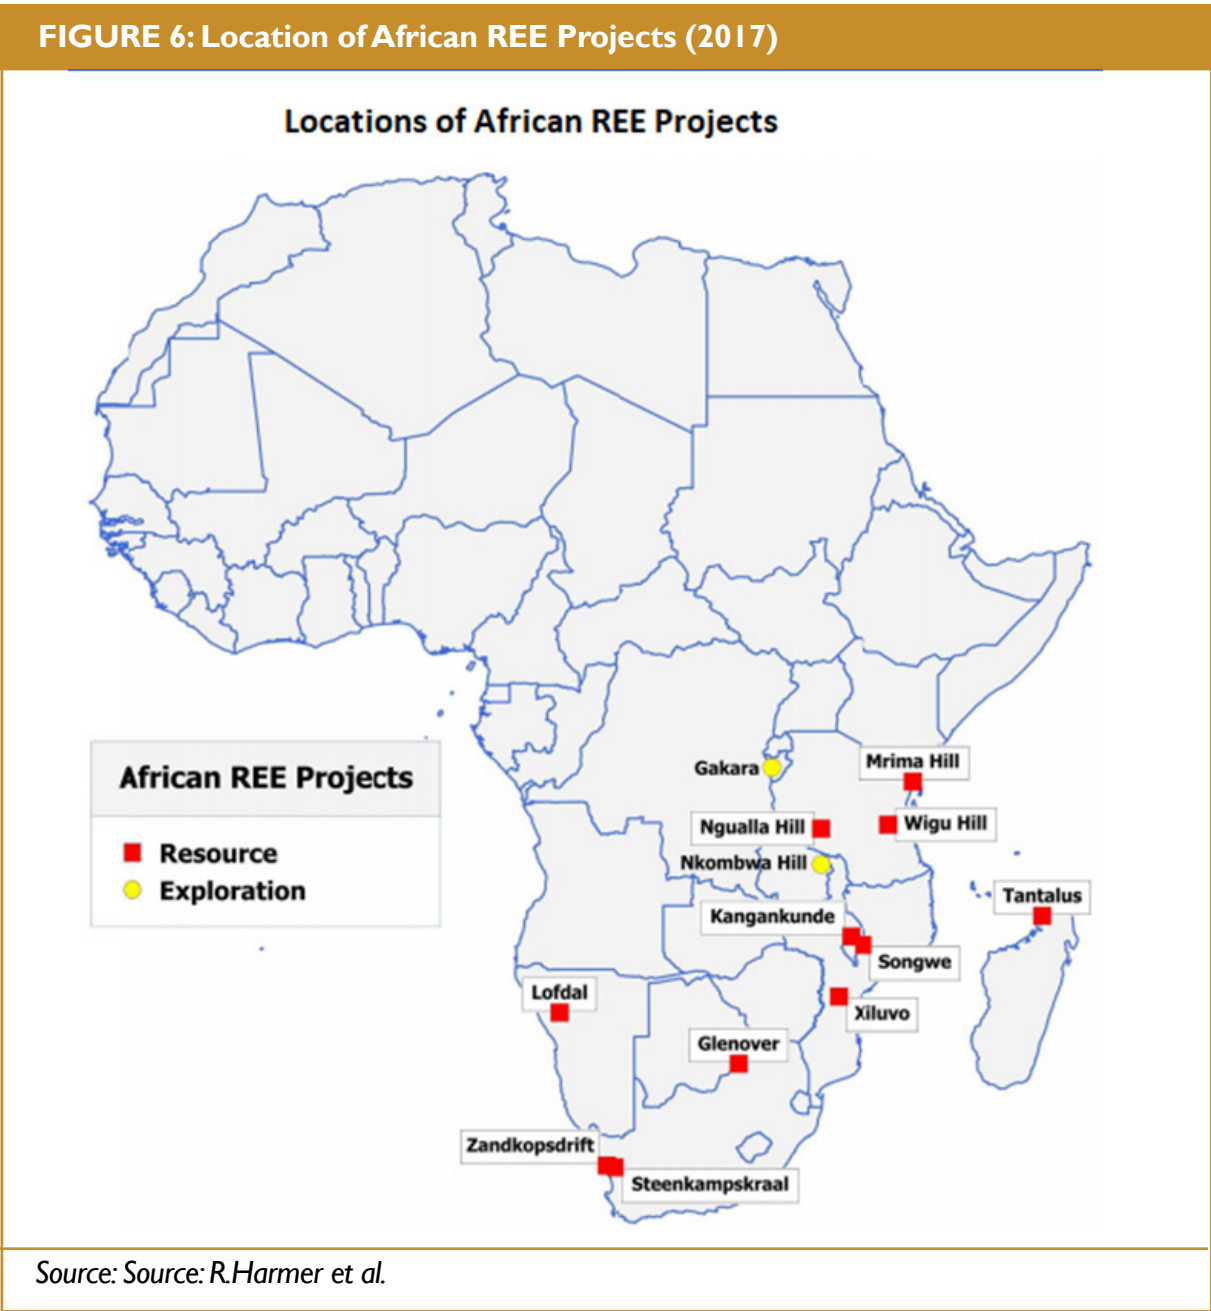 FIGURE 6: Location of African REE Projects (2017)
Locations of African REE Projects
Mrima Hill
Gakara
Ngualla Hill
Wigu Hill
Nkombwa Hill
African REE Projects
Resource
Exploration
Tantalus
Kangankunde
Songwe
Lofdal
Xiluvo
Glenover
Zandkopsdrift
Steenkampskraal
Source: Source: R.Harmer et al.